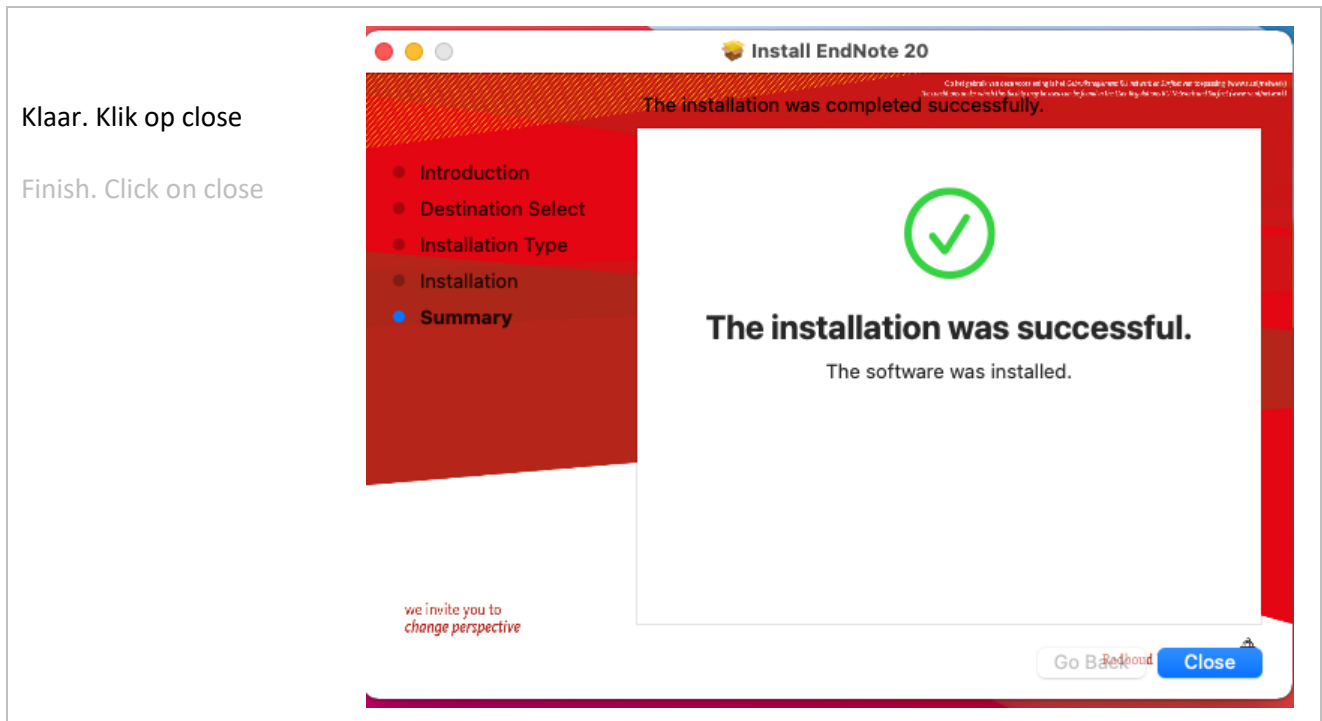 Klaar. Klik op close
Finish. Click on close
Install EndNote 20
The installation was completed successfully.
Introduction
Destination Select
Installation Type
Installation
Summary
The installation was successful.
The software was installed.
we invite you to
change perspective
Go Back
Radboud
Close